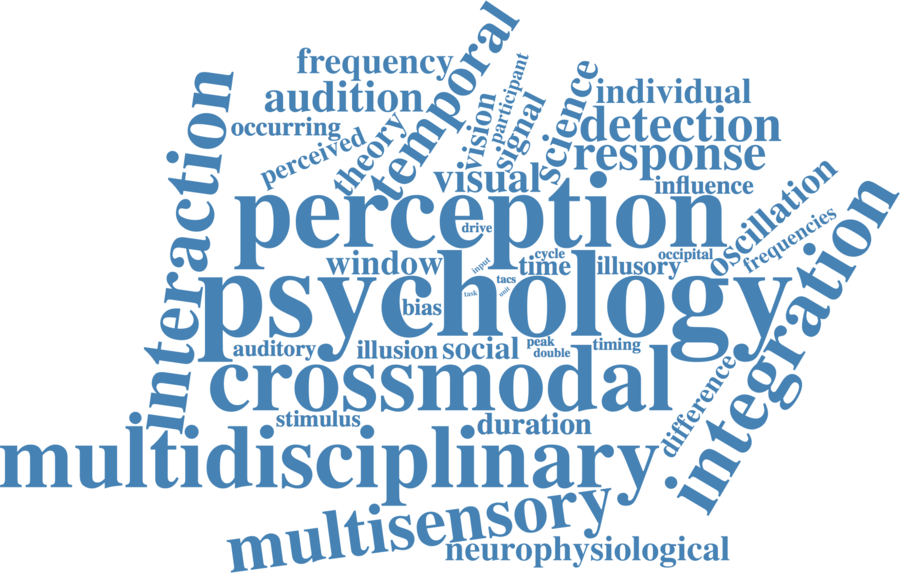 temporal
frequency
participant
science
audition
vision
signal
individual
interaction
occurring
theory
detection
perceived
response
visual
influence
perception
drive
oscillation
frequencies
window
input
cycle
time
occipital
illusory
integration
psychology
tacs
task
unit
bias
auditory
illusion
social
peak
double
timing
crossmodal
difference
stimulus
duration
multidisciplinary
multisensory
neurophysiological